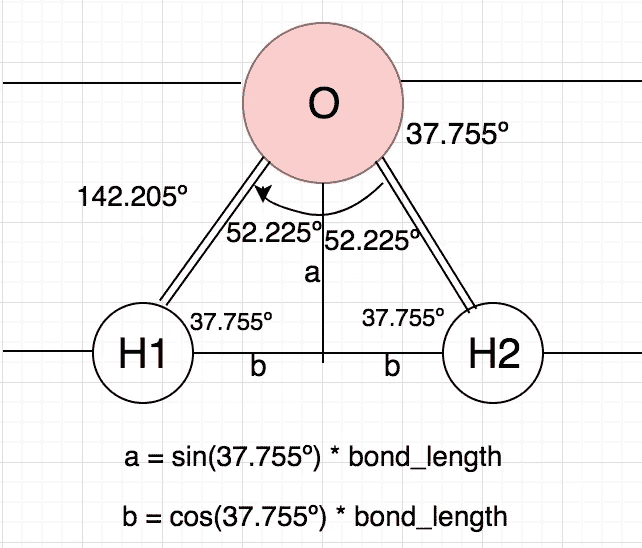 O
37.755º
142.205º
52.225º
52.225º
a
37.755º
37.755º
H1
H2
b
b
a = sin(37.755º) * bond_length
b = cos(37.755º) * bond_length